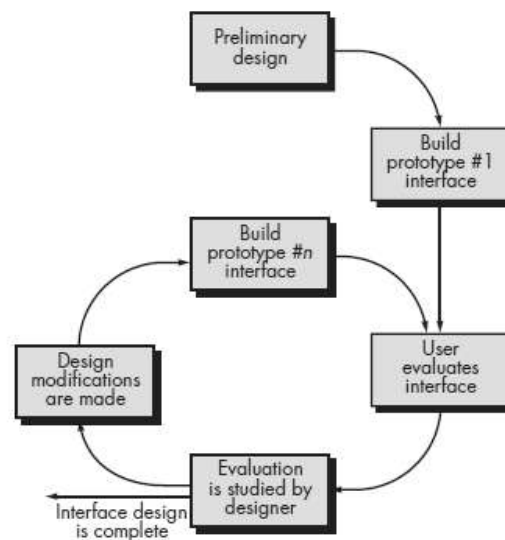 Preliminary
design
Build
prototype #1
interface
Build
prototype #n
interface
User
evaluates
interface
Design
modifications
are made
Evaluation
is studied by
designer
Interface design
is complete